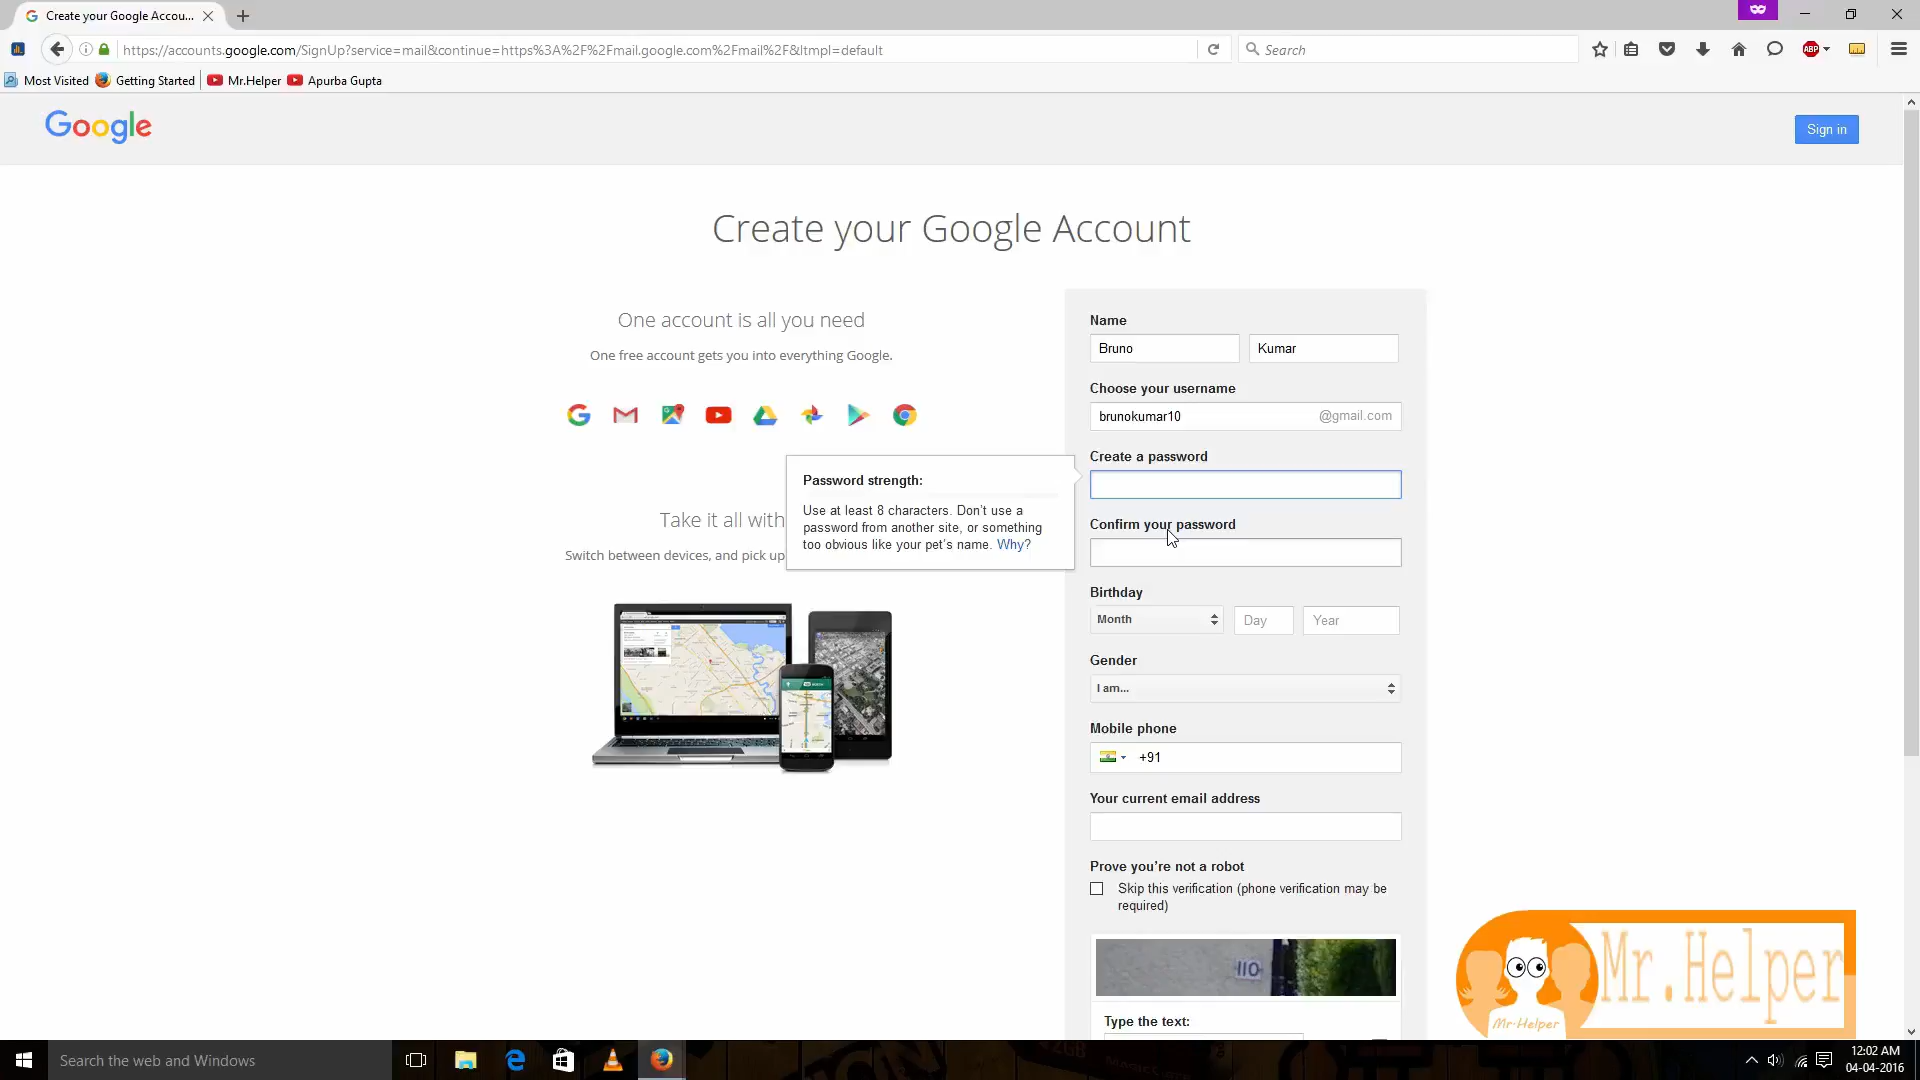 Create your Google Accou...
https://accounts.google.com/SignUp?service=mail&continue=https%3A%2F%2Fmail.google.com%2Fmail%2F&ltmpl=default
Search
ABP
Most Visited
Getting Started
Mr.Helper
Apurba Gupta
Google
Sign in
Create your Google Account
One account is all you need
One free account gets you into everything Google.
Take it all with
Switch between devices, and pick up
Name
Bruno
Kumar
Choose your username
brunokumar10
@gmail.com
Create a password
Password strength:
Use at least 8 characters. Don't use a
password from another site, or something
too obvious like your pet's name. Why?
Confirm your password
Birthday
Month
Day
Year
Gender
I am...
Mobile phone
+91
Your current email address
Prove you're not a robot
Skip this verification (phone verification may be
required)
110
Type the text:
Mr.Helper
Mr-Helper
Search the web and Windows
12:02 AM
04-04-2016